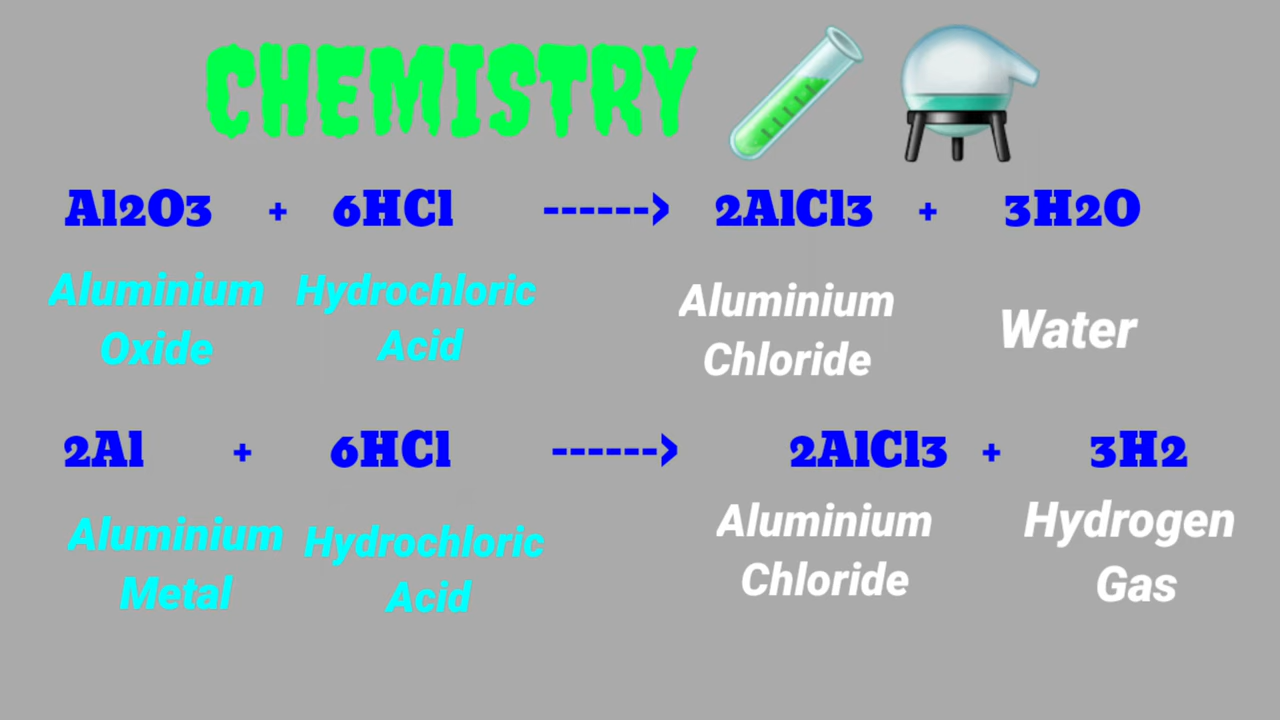 CHEMISTRY
Al2O3 + 6HCl ------> 2AlCl3 + 3H2O
Aluminium Oxide
Hydrochloric Acid
Aluminium Chloride
Water
2Al + 6HCl ------> 2AlCl3 + 3H2
Aluminium Metal
Hydrochloric Acid
Aluminium Chloride
Hydrogen Gas